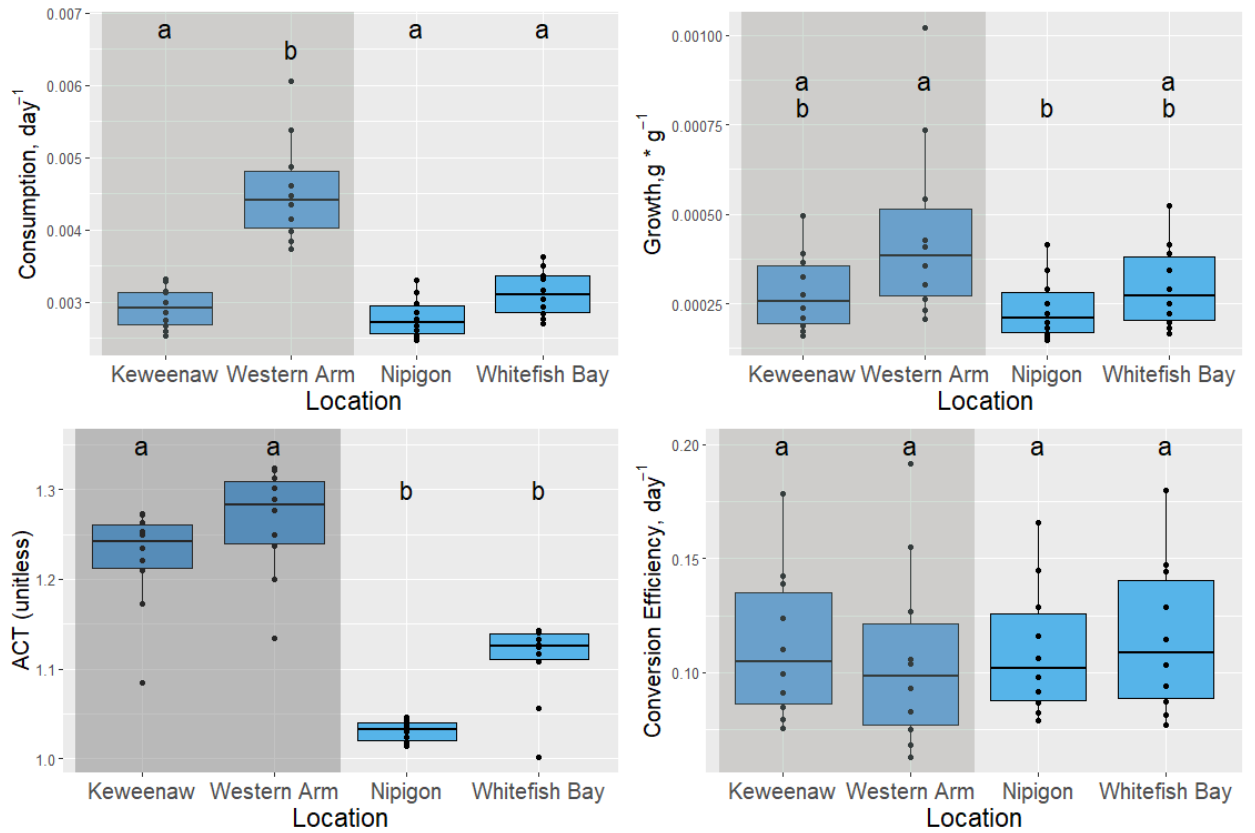 Consumption, day⁻¹
0.007
0.006
0.005
0.004
0.003
a
b
a
a
Keweenaw
Western Arm
Nipigon
Whitefish Bay
Location
Growth,g * g⁻¹
0.00100
0.00075
0.00050
0.00025
a
b
a
b
a
b
Keweenaw
Western Arm
Nipigon
Whitefish Bay
Location
ACT (unitless)
1.3
1.2
1.1
1.0
a
a
b
b
Keweenaw
Western Arm
Nipigon
Whitefish Bay
Location
Conversion Efficiency, day⁻¹
0.20
0.15
0.10
a
a
a
a
Keweenaw
Western Arm
Nipigon
Whitefish Bay
Location